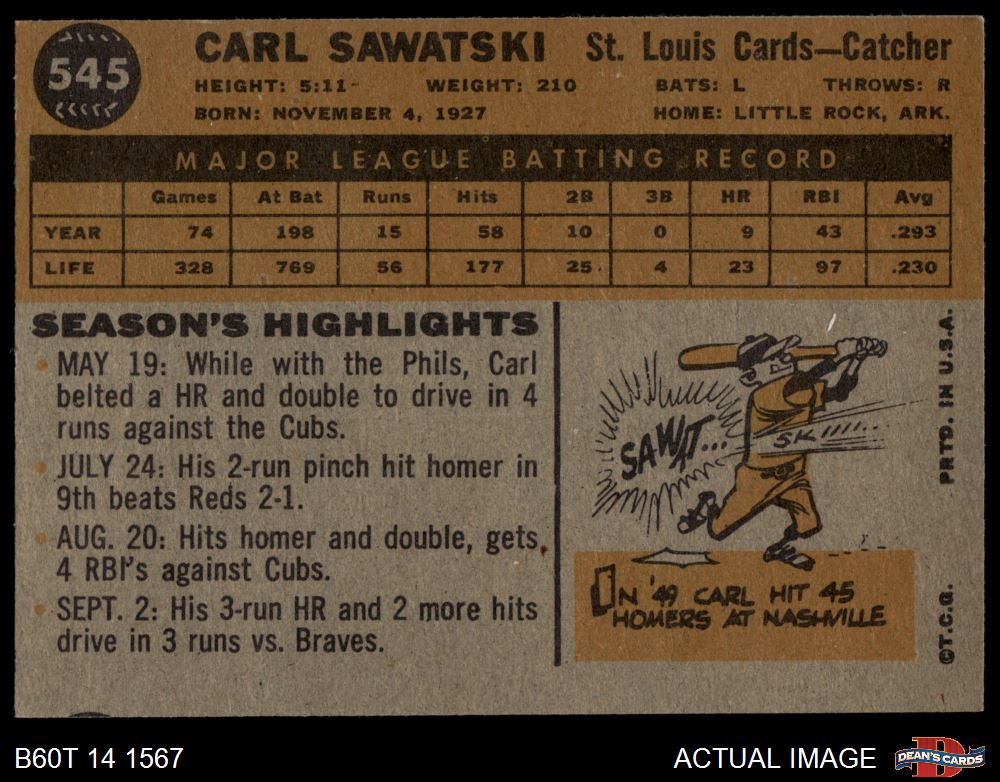 545
CARL SAWATSKI St. Louis Cards—Catcher
HEIGHT: 5:11 WEIGHT: 210 BATS: L THROWS: R
BORN: NOVEMBER 4, 1927 HOME: LITTLE ROCK, ARK.
MAJOR LEAGUE BATTING RECORD
Games At Bat Runs Hits 2B 3B HR RBI Avg
YEAR 74 198 15 58 10 0 9 43 .293
LIFE 328 769 56 177 25 4 23 97 .230
SEASON'S HIGHLIGHTS
• MAY 19: While with the Phils, Carl
belted a HR and double to drive in 4
runs against the Cubs.
• JULY 24: His 2-run pinch hit homer in
9th beats Reds 2-1.
• AUG. 20: Hits homer and double, gets
4 RBI's against Cubs.
• SEPT. 2: His 3-run HR and 2 more hits
drive in 3 runs vs. Braves.
SAWAT... SK
IN '49 CARL HIT 45
HOMERS AT NASHVILLE
PRTD. IN U.S.A.
©T.C.G.
B60T 14 1567
ACTUAL IMAGE
D
DEAN'S CARDS